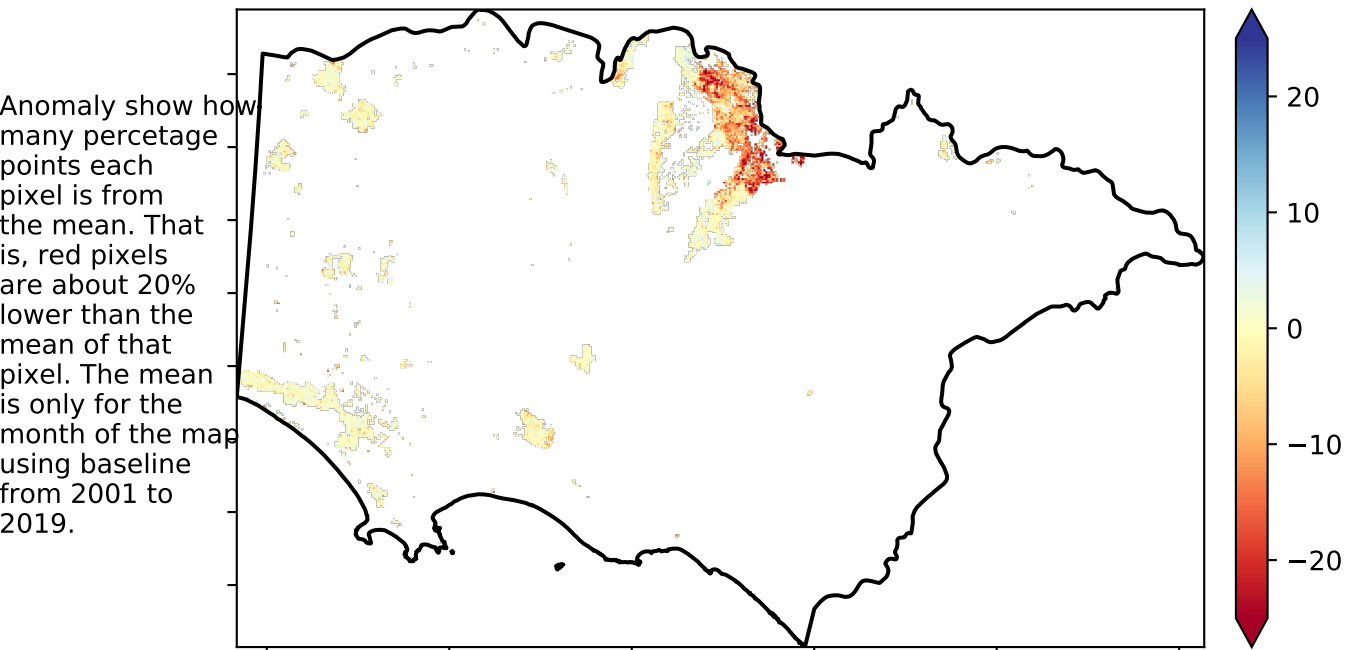 Anomaly show how
many percetage
points each
pixel is from
the mean. That
is, red pixels
are about 20%
lower than the
mean of that
pixel. The mean
is only for the
month of the map
using baseline
from 2001 to
2019.
20
10
0
−10
−20